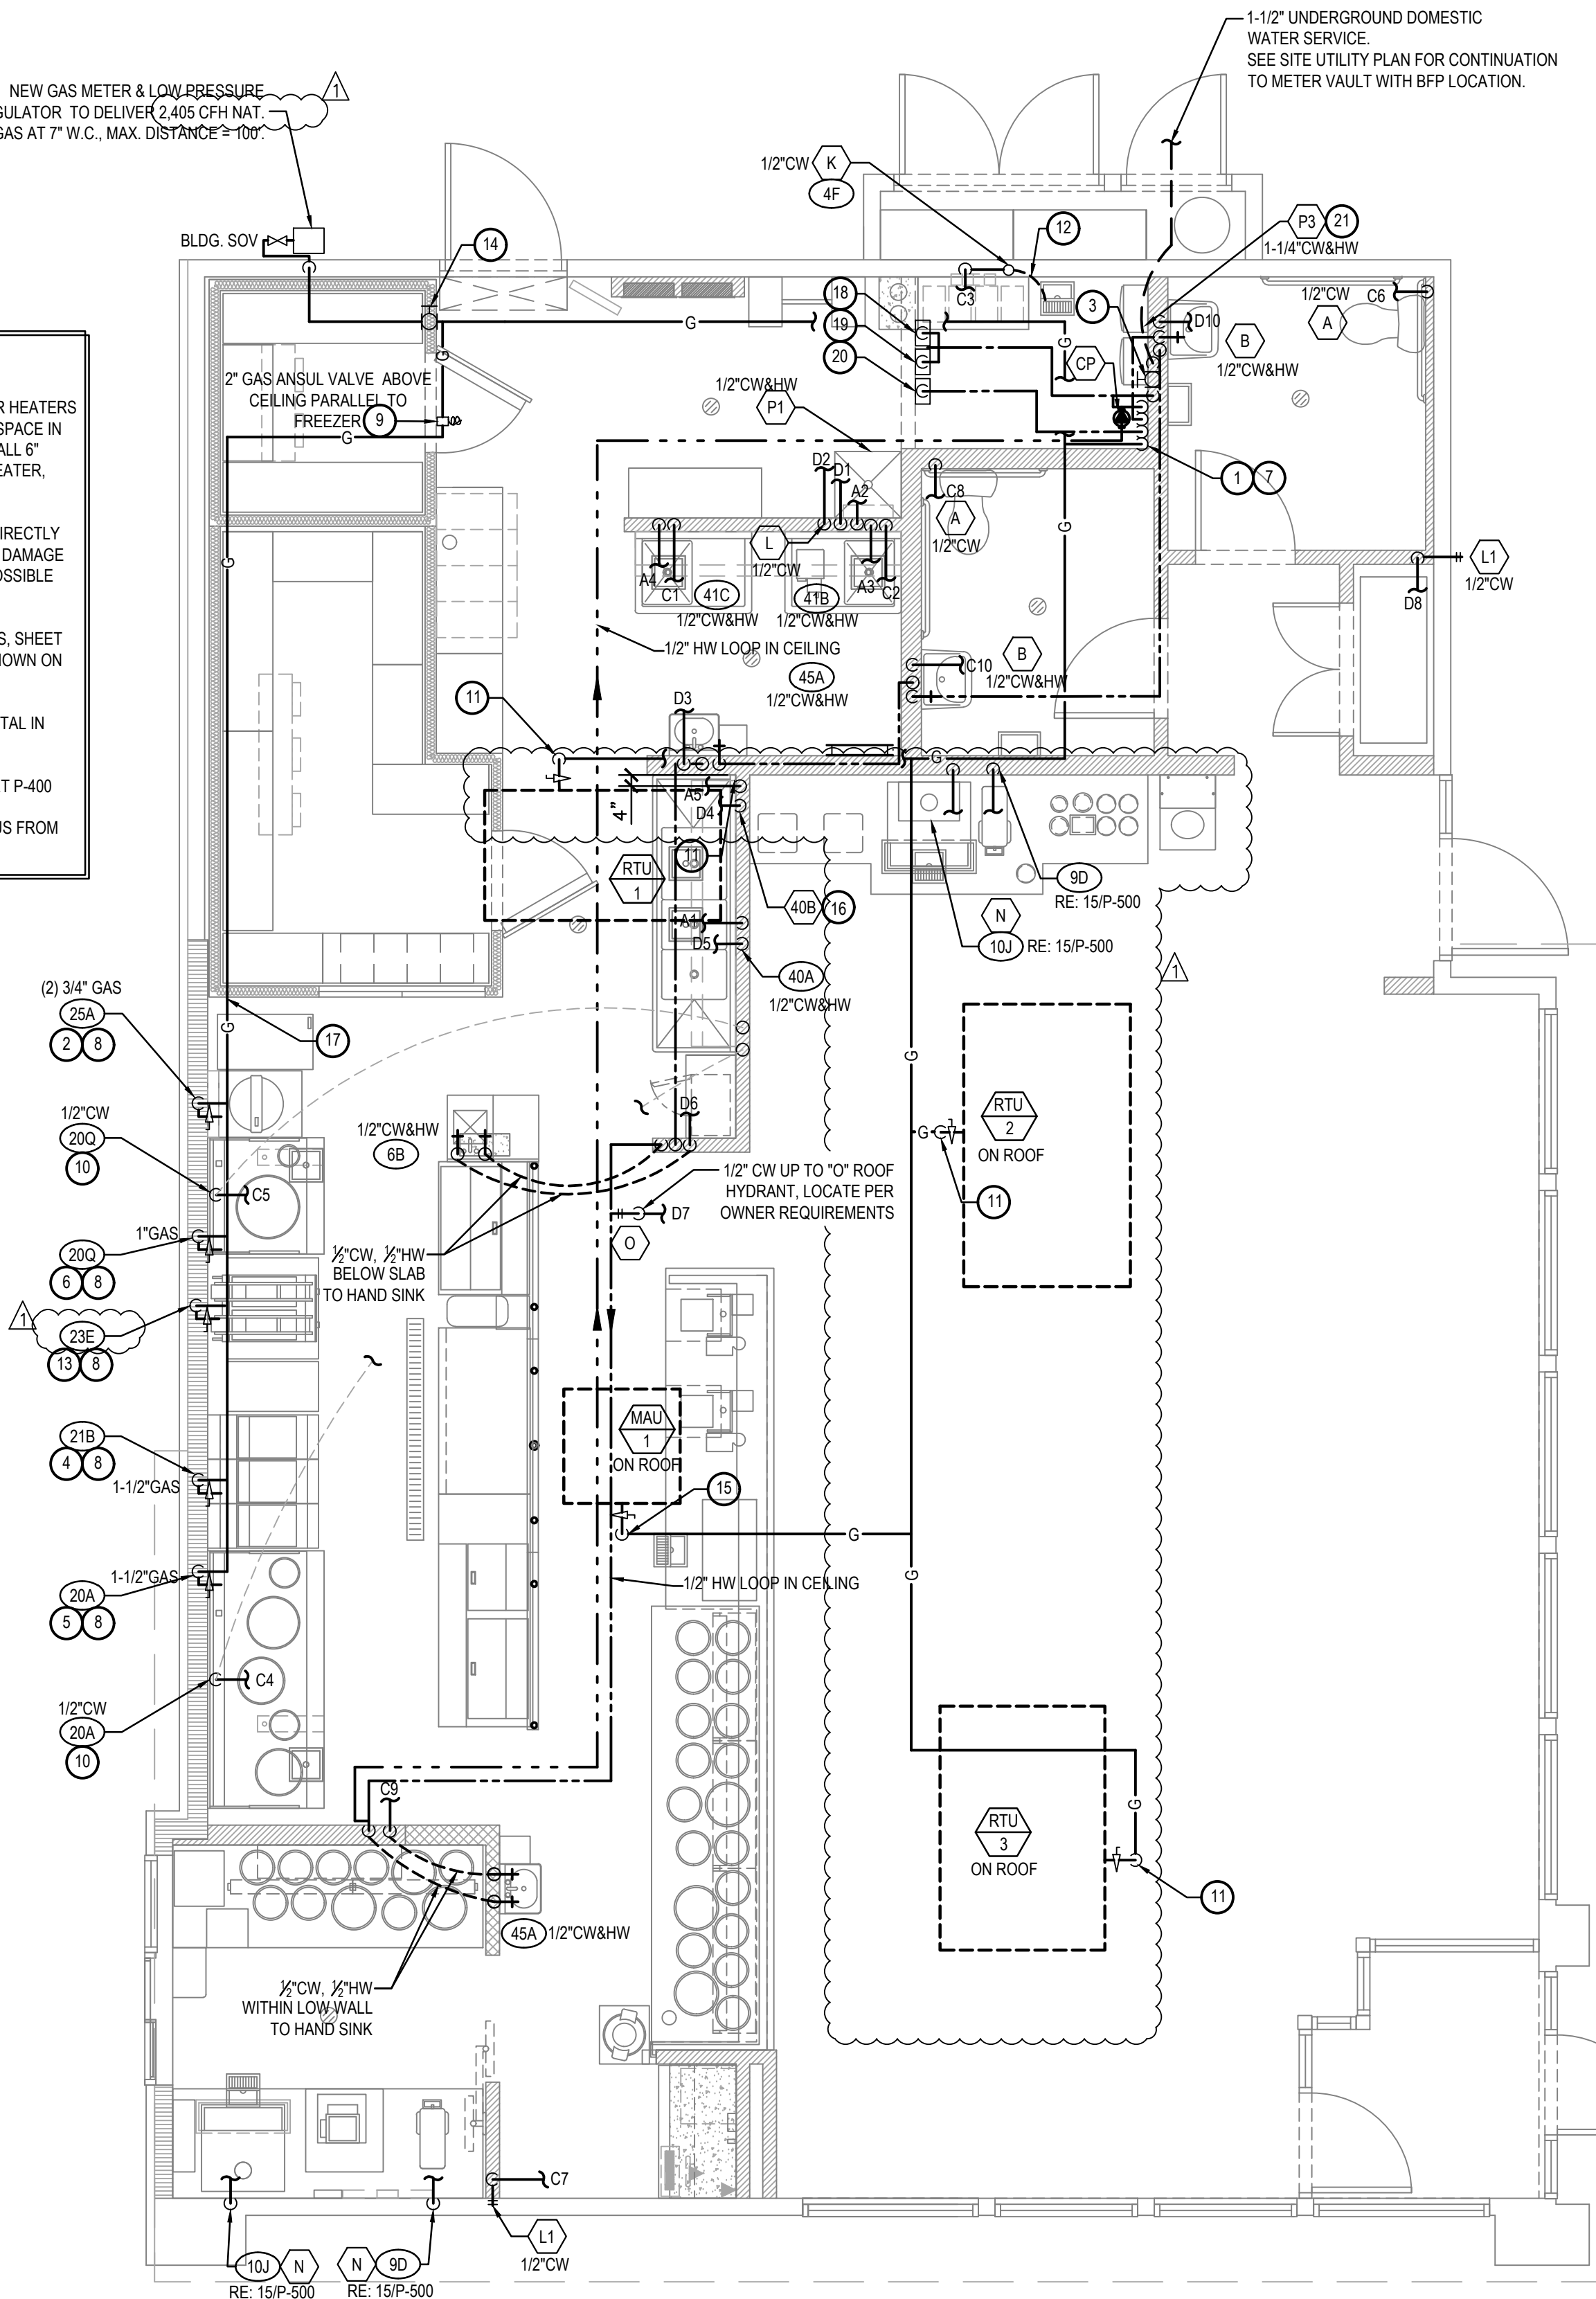 1-1/2" UNDERGROUND DOMESTIC
WATER SERVICE.
SEE SITE UTILITY PLAN FOR CONTINUATION
TO METER VAULT WITH BFP LOCATION.
NEW GAS METER & LOW PRESSURE
GULATOR TO DELIVER 2,405 CFH NAT.
GAS AT 7" W.C., MAX. DISTANCE = 100'.
1
1/2"CW
K
4F
12
P3
21
1-1/4"CW&HW
BLDG. SOV
14
18
19
20
C3
3
D10
1/2"CW
C6
A
B
1/2"CW&HW
G
G
G
CP
2" GAS ANSUL VALVE ABOVE
CEILING PARALLEL TO
FREEZER
9
G
1/2"CW&HW
P1
R HEATERS
SPACE IN
ALL 6"
EATER,
IRECTLY
DAMAGE
OSSIBLE
S, SHEET
HOWN ON
TAL IN
T P-400
US FROM
1
7
D2
D1
A2
C8
A
1/2"CW
L
1/2"CW
A4
C1
41C
1/2"CW&HW
41B
1/2"CW&HW
A3
C2
G
G
L1
1/2"CW
D8
1/2" HW LOOP IN CEILING
45A
1/2"CW&HW
C10
B
1/2"CW&HW
11
D3
G
4"
A5
D4
11
RTU
1
40B
16
A1
D5
40A
1/2"CW&HW
9D
RE: 15/P-500
N
10J
RE: 15/P-500
1
(2) 3/4" GAS
25A
2
8
G
17
G
RTU
2
ON ROOF
G
11
1/2"CW
20Q
10
C5
1/2"CW&HW
6B
D6
1/2" CW UP TO "O" ROOF
HYDRANT, LOCATE PER
OWNER REQUIREMENTS
D7
O
1"GAS
20Q
6
8
½"CW, ½"HW
BELOW SLAB
TO HAND SINK
1
23E
13
8
MAU
1
ON ROOF
21B
4
8
1-1/2"GAS
15
G
G
1-1/2"GAS
20A
5
8
1/2" HW LOOP IN CEILING
C4
1/2"CW
20A
10
C9
G
RTU
3
ON ROOF
11
45A
1/2"CW&HW
½"CW, ½"HW
WITHIN LOW WALL
TO HAND SINK
C7
L1
1/2"CW
10J
N
RE: 15/P-500
N
9D
RE: 15/P-500